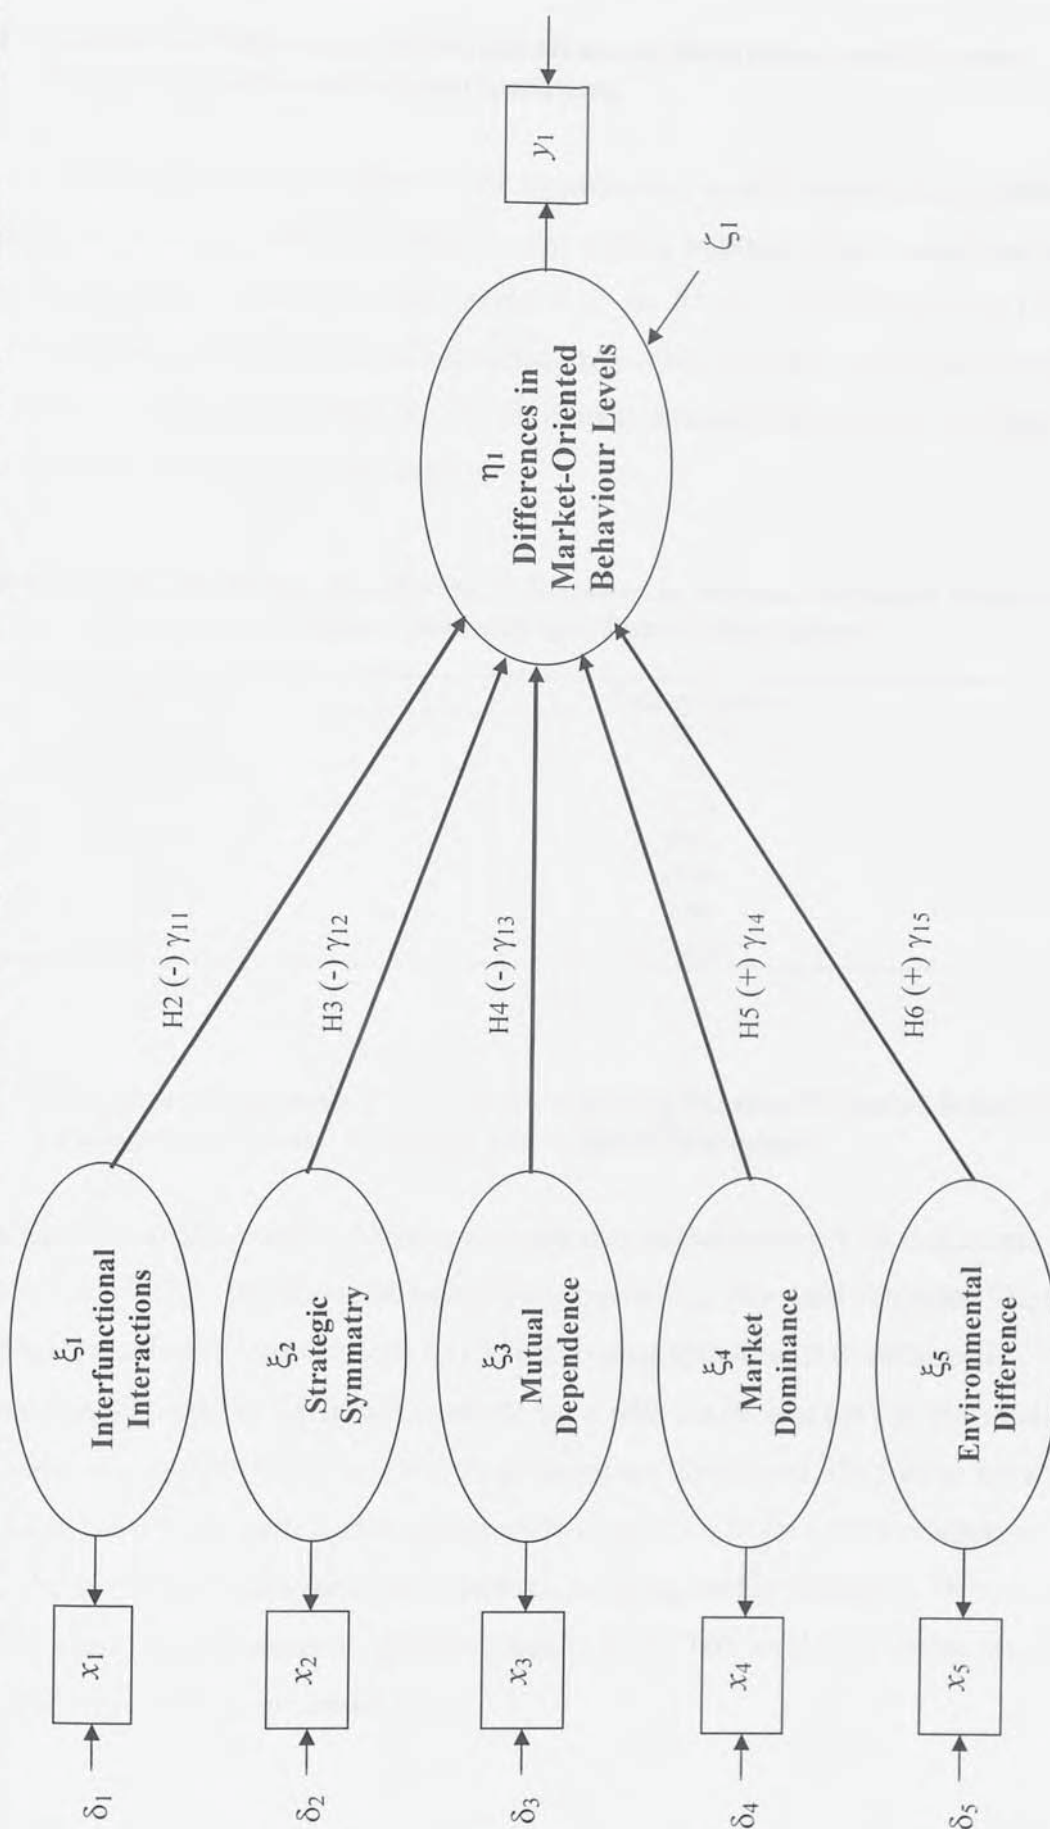 δ1
x1
ξ1
Interfunctional
Interactions
H2 (-) γ11
δ2
x2
ξ2
Strategic
Symmatry
H3 (-) γ12
δ3
x3
ξ3
Mutual
Dependence
H4 (-) γ13
δ4
x4
ξ4
Market
Dominance
H5 (+) γ14
δ5
x5
ξ5
Environmental
Difference
H6 (+) γ15
η1
Differences in
Market-Oriented
Behaviour Levels
ζ1
y1